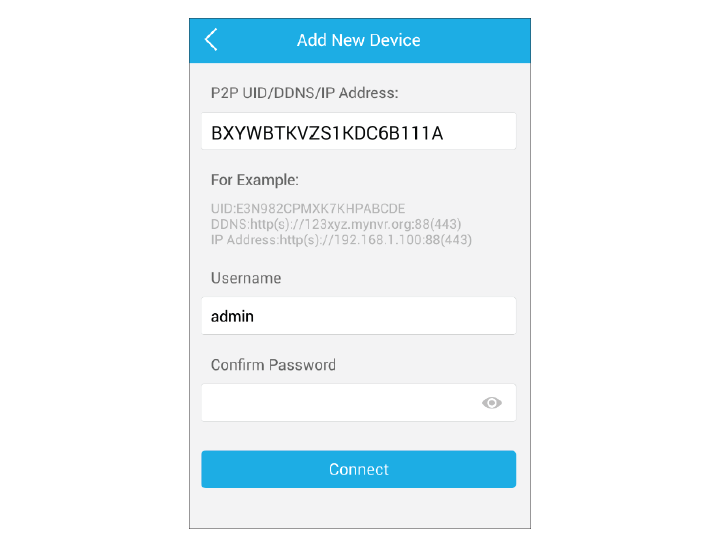 Add New Device
P2P UID/DDNS/IP Address:
BXYWBTKVZS1KDC6B111A
For Example:
UID:E3N982CPMXK7KHPABCDE
DDNS:http(s)://123xyz.mynvr.org:88(443)
IP Address:http(s)://192.168.1.100:88(443)
Username
admin
Confirm Password
Connect